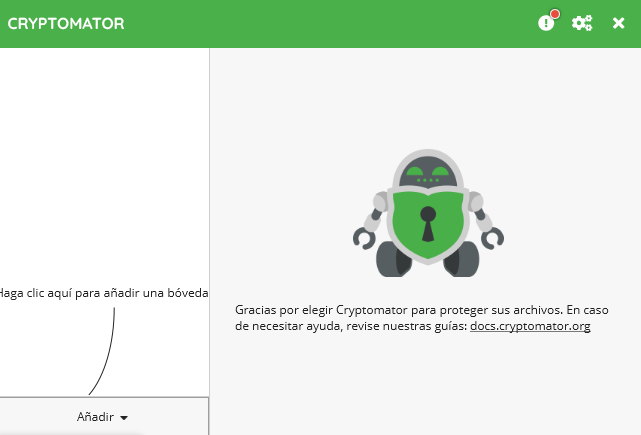 CRYPTOMATOR
Haga clic aquí para añadir una bóveda
Añadir
Gracias por elegir Cryptomator para proteger sus archivos. En caso
de necesitar ayuda, revise nuestras guías: docs.cryptomator.org